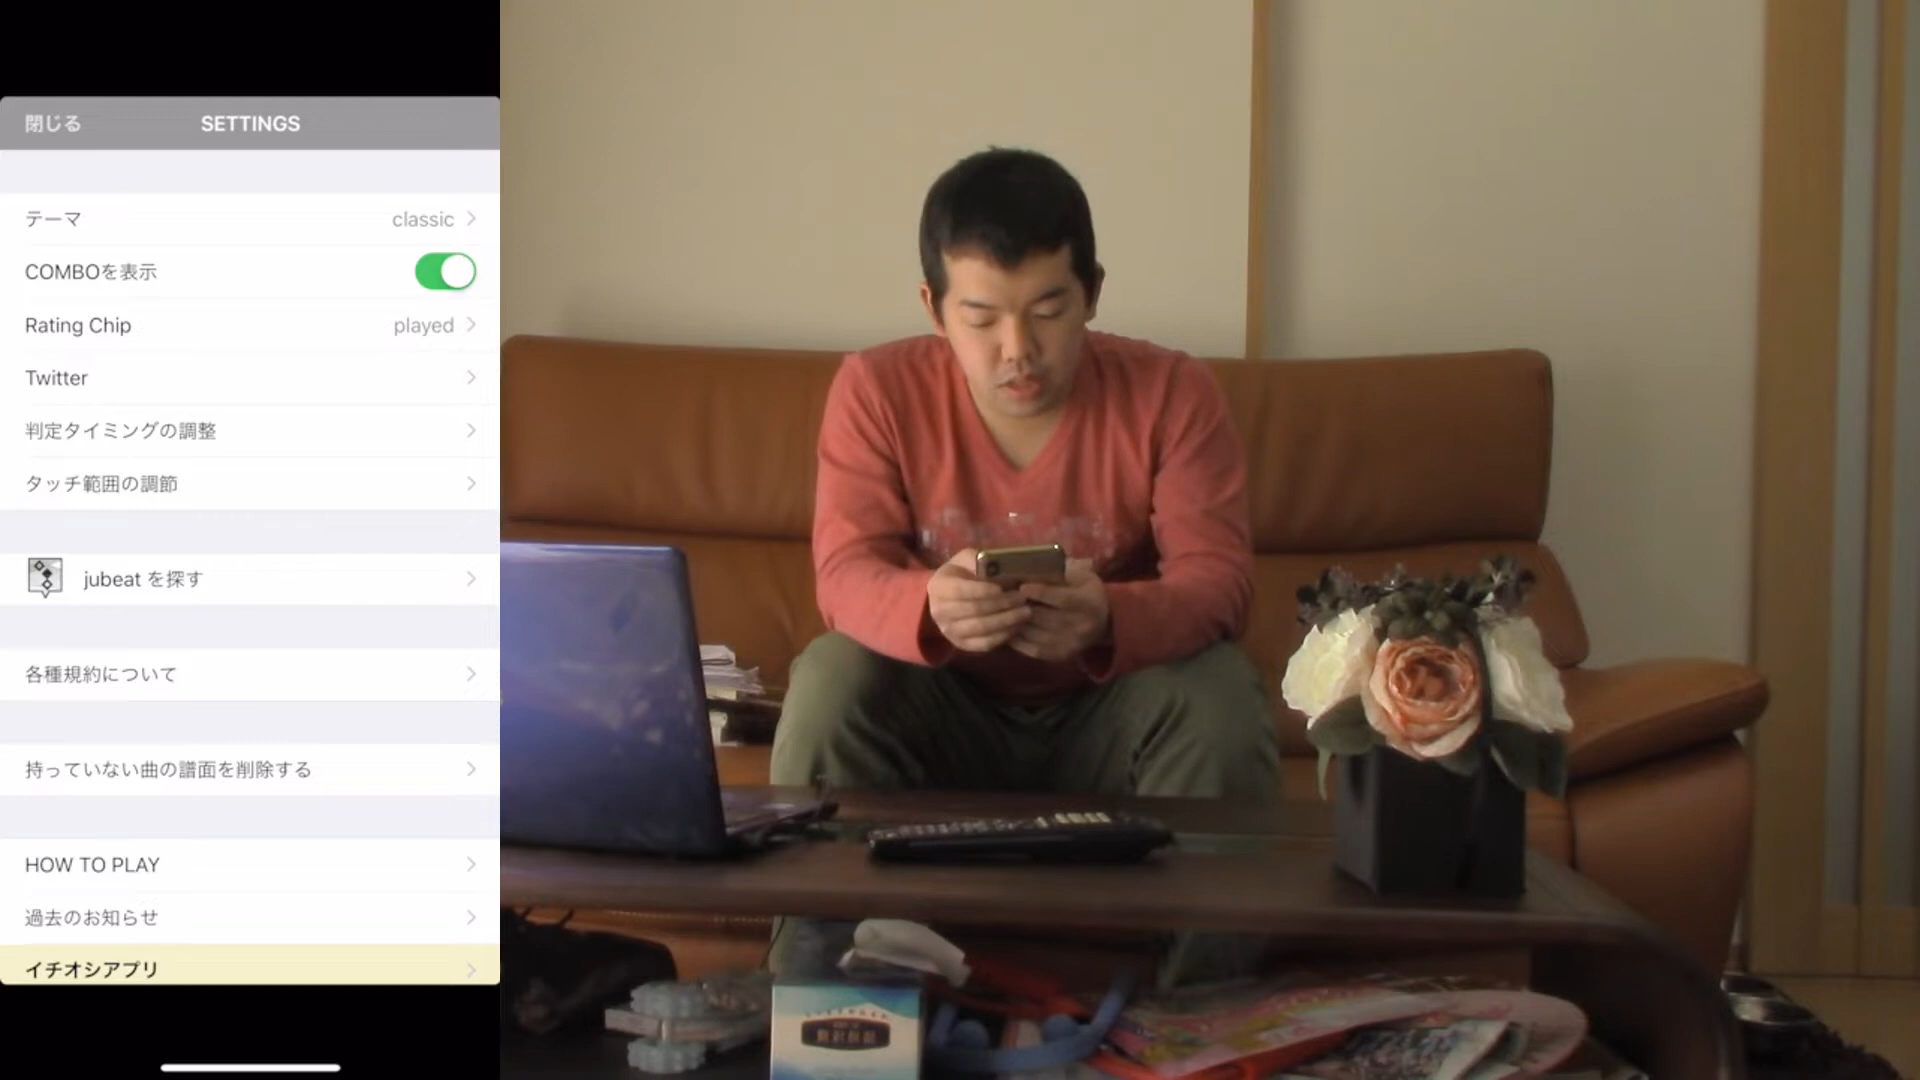 閉じる
SETTINGS
テーマ
classic
COMBOを表示
Rating Chip
played
Twitter
判定タイミングの調整
タッチ範囲の調節
jubeat を探す
各種規約について
持っていない曲の譜面を削除する
HOW TO PLAY
過去のお知らせ
イチオシアプリ